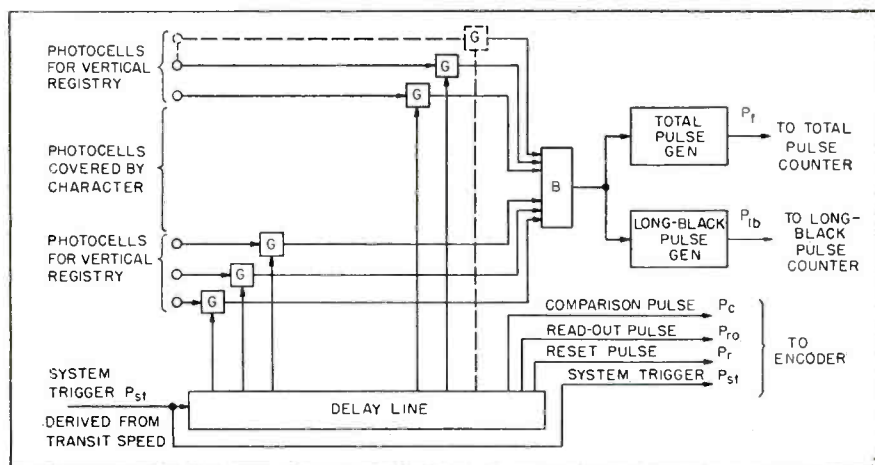 PHOTOCELLS
FOR VERTICAL
REGISTRY
G
G
G
PHOTOCELLS
COVERED BY
CHARACTER
B
TOTAL
PULSE
GEN
Pt
TO TOTAL
PULSE
COUNTER
LONG-BLACK
PULSE GEN
Plb
TO LONG-
BLACK
PULSE
COUNTER
PHOTOCELLS
FOR VERTICAL
REGISTRY
G
G
G
COMPARISON PULSE Pc
READ-OUT PULSE Pro
RESET PULSE Pr
SYSTEM TRIGGER Pst
TO
ENCODER
SYSTEM
TRIGGER Pst
DERIVED FROM
TRANSIT SPEED
DELAY LINE